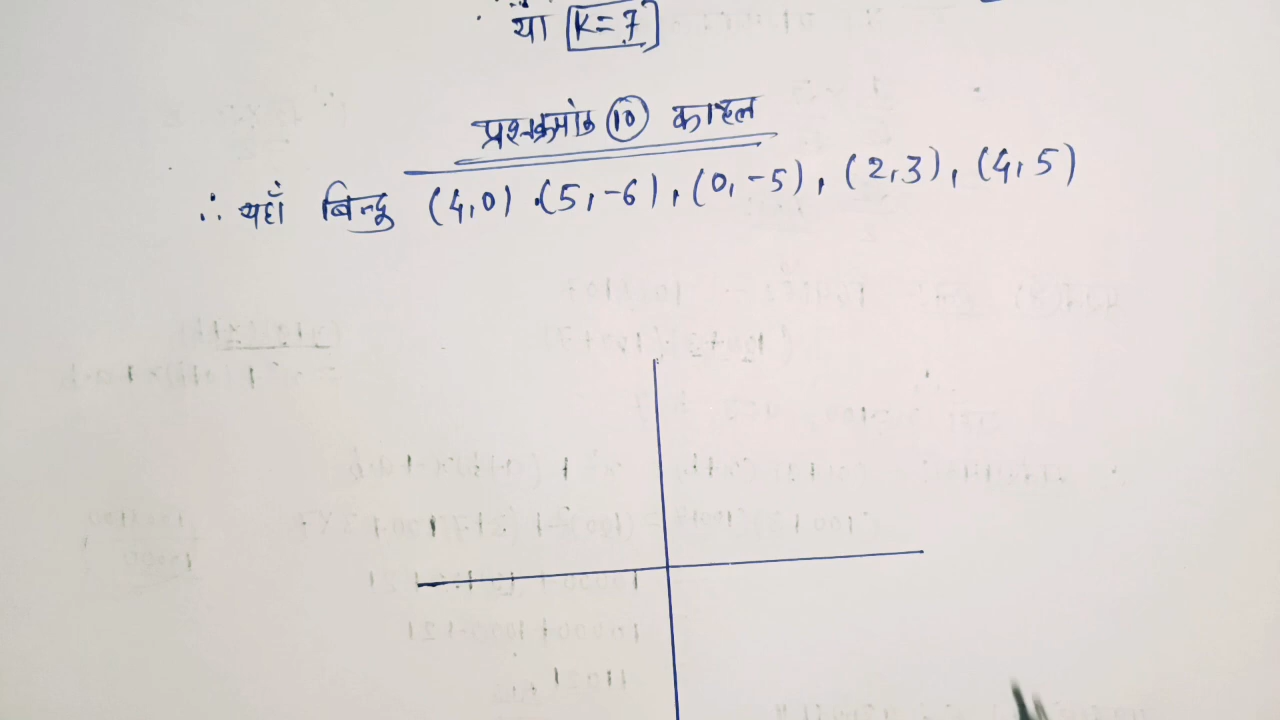 या K=7
प्रश्नक्रमांक 10 का हल
∴ यहाँ बिन्दु (4,0) . (5,-6), (0,-5), (2,3), (4,5)